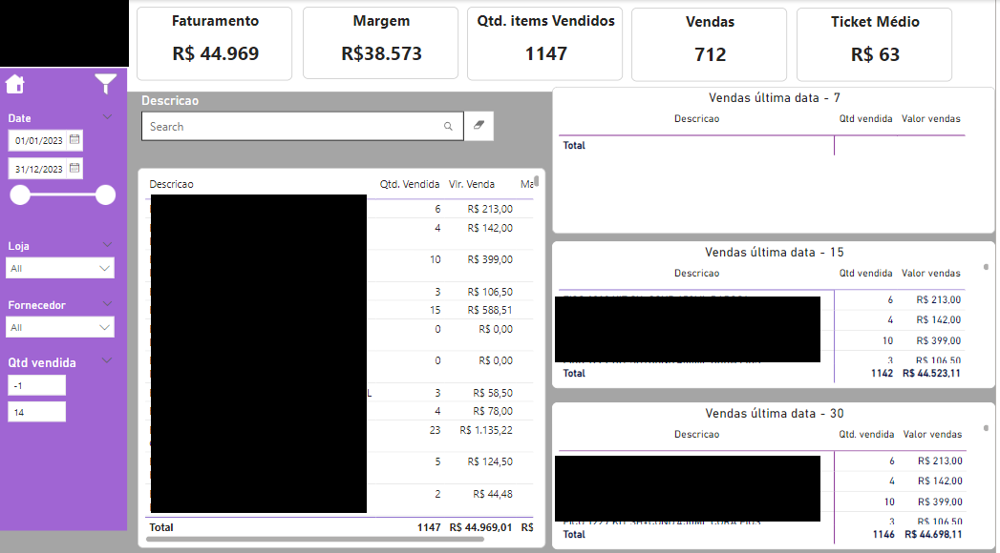 Faturamento
R$ 44.969
Margem
R$38.573
Qtd. items Vendidos
1147
Vendas
712
Ticket Médio
R$ 63
Date
01/01/2023
31/12/2023
Loja
All
Fornecedor
All
Qtd vendida
-1
14
Descricao
Search
Descricao Qtd. Vendida Vlr. Venda Ma
6 R$ 213,00
4 R$ 142,00
10 R$ 399,00
3 R$ 106,50
15 R$ 588,51
0 R$ 0,00
0 R$ 0,00
L 3 R$ 58,50
4 R$ 78,00
23 R$ 1.135,22
5 R$ 124,50
2 R$ 44,48
Total 1147 R$ 44.969,01 R$
Vendas última data - 7
Descricao Qtd vendida Valor vendas
Total
Vendas última data - 15
Descricao Qtd vendida Valor vendas
6 R$ 213,00
4 R$ 142,00
10 R$ 399,00
3 R$ 106,50
Total 1142 R$ 44.523,11
Vendas última data - 30
Descricao Qtd. vendida Valor vendas
6 R$ 213,00
4 R$ 142,00
10 R$ 399,00
3 R$ 106,50
Total 1146 R$ 44.698,11